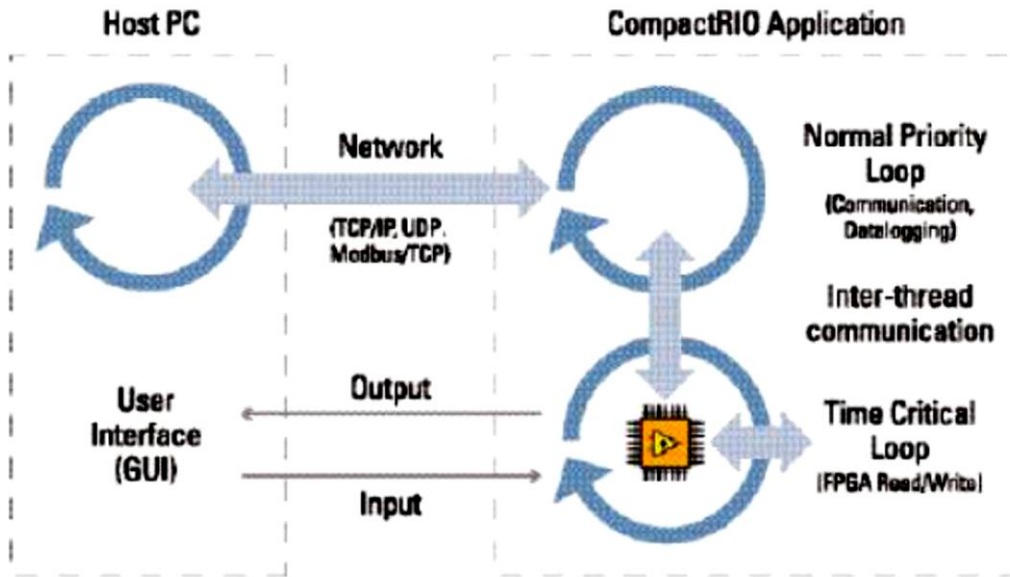 Host PC
CompactRIO Application
Network
(TCP/IP, UDP,
Modbus/TCP)
Normal Priority
Loop
(Communication,
Datalogging)
Inter-thread
communication
User
Interface
(GUI)
Output
Input
Time Critical
Loop
(FPGA Read/Write)